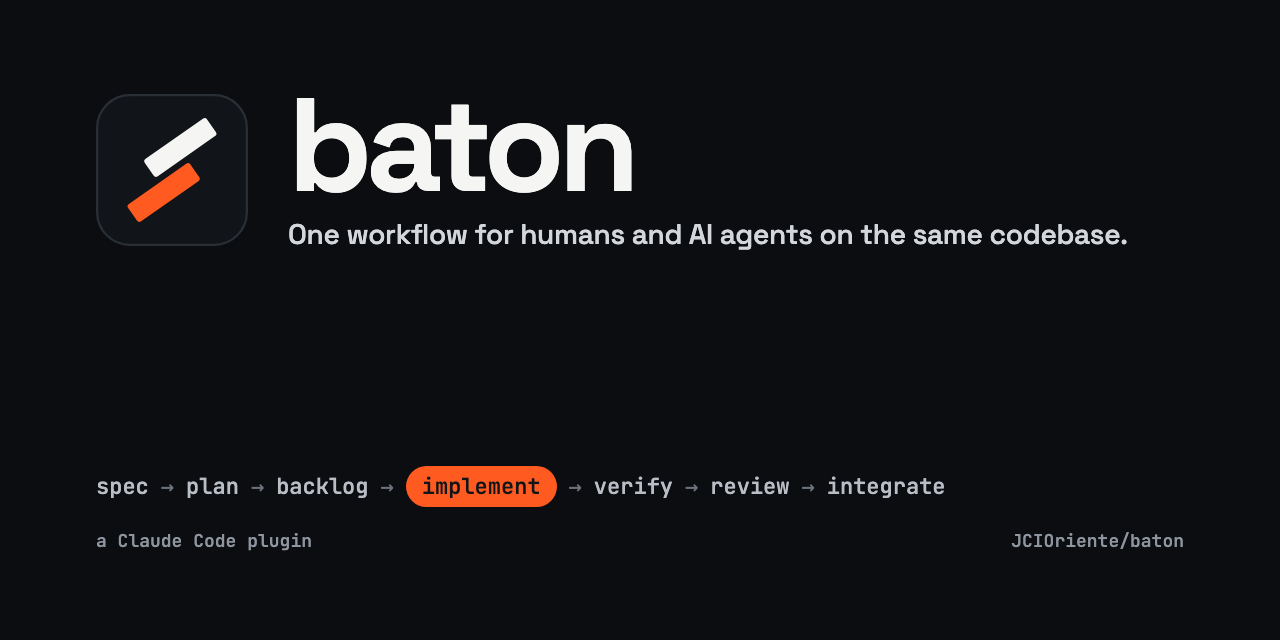 baton
One workflow for humans and AI agents on the same codebase.
spec → plan → backlog → implement → verify → review → integrate
a Claude Code plugin
JCIOriente/baton